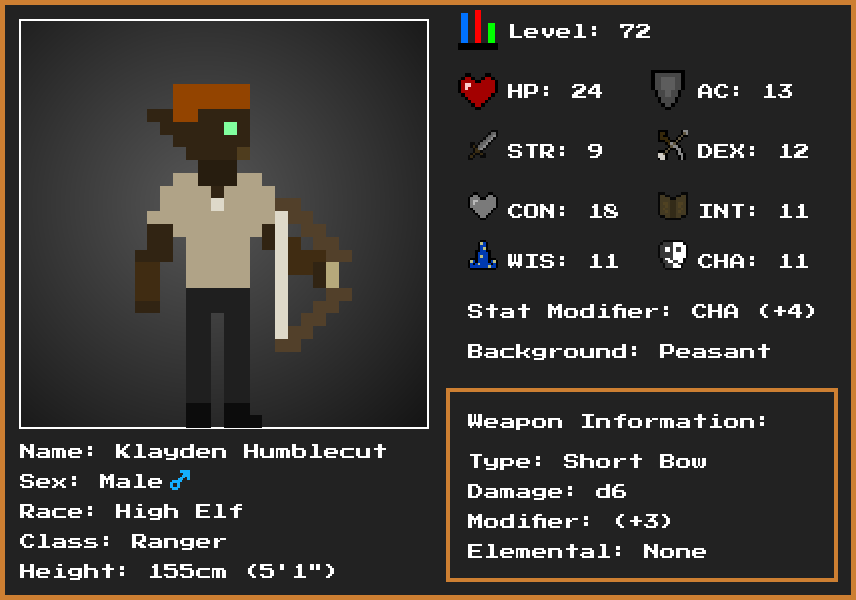 Level: 72
HP: 24
AC: 13
STR: 9
DEX: 12
CON: 18
INT: 11
WIS: 11
CHA: 11
Stat Modifier: CHA (+4)
Background: Peasant
Weapon Information:
Type: Short Bow
Damage: d6
Modifier: (+3)
Elemental: None
Name: Klayden Humblecut
Sex: Male ♂
Race: High Elf
Class: Ranger
Height: 155cm (5'1")